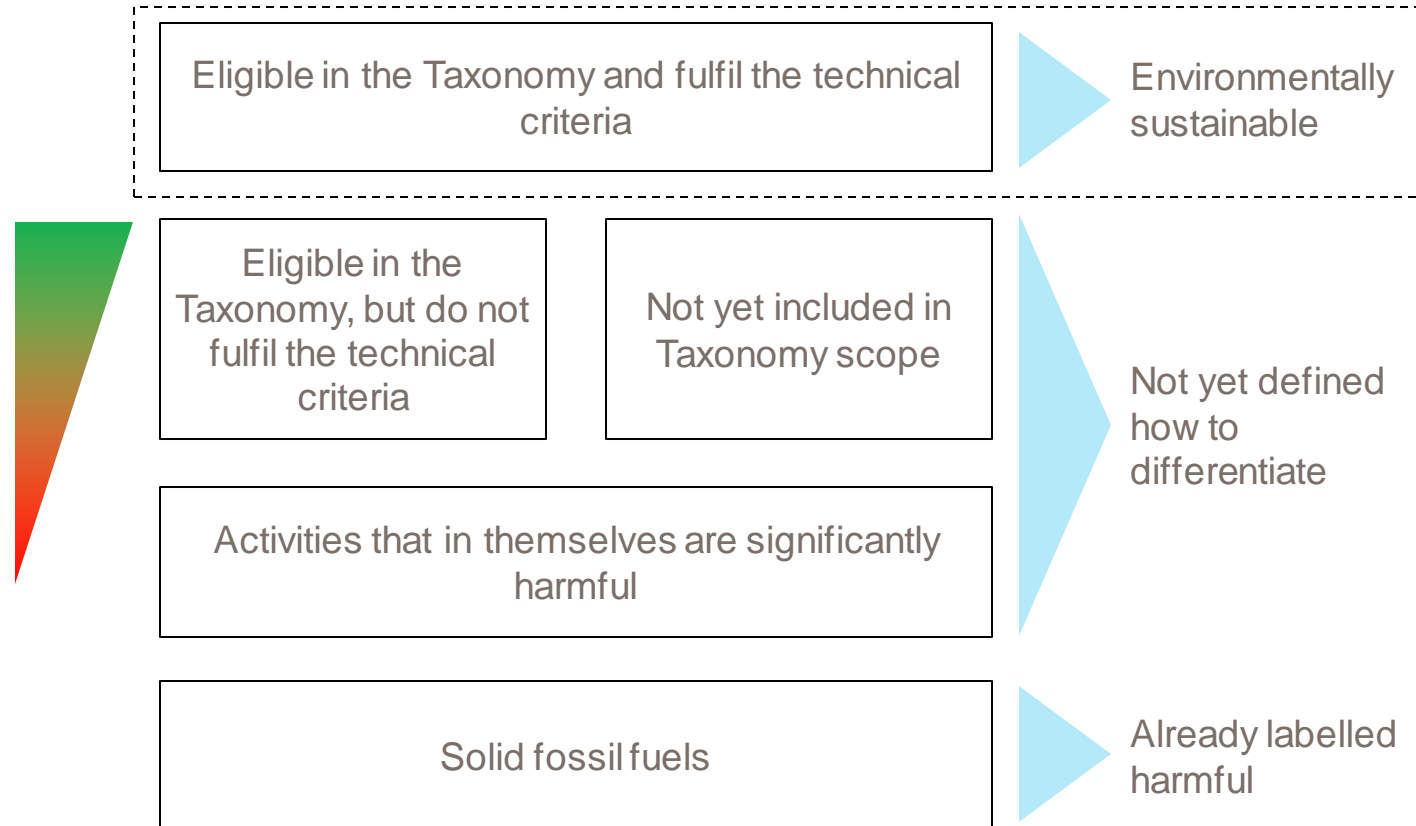 Eligible in the Taxonomy and fulfil the technical
criteria
Environmentally
sustainable
Eligible in the
Taxonomy, but do not
fulfil the technical
criteria
Not yet included in
Taxonomy scope
Not yet defined
how to
differentiate
Activities that in themselves are significantly
harmful
Solid fossil fuels
Already labelled
harmful